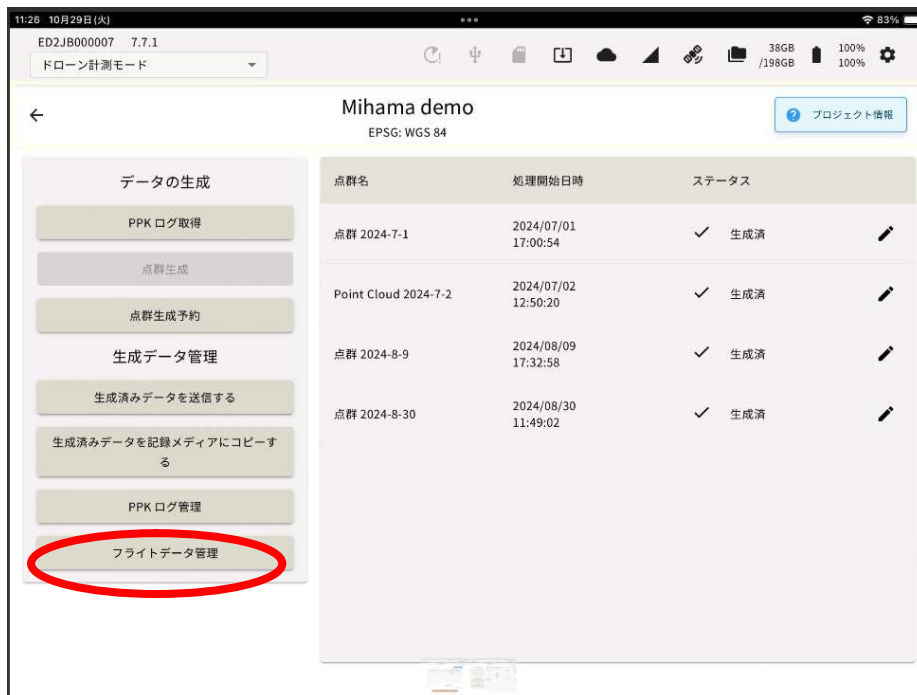 11:26 10月29日(火)
83%
ED2JB000007 7.7.1
ドローン計測モード
38GB
/198GB
100%
100%
Mihama demo
EPSG: WGS 84
プロジェクト情報
データの生成
PPK ログ取得
点群生成
点群生成予約
生成データ管理
生成済みデータを送信する
生成済みデータを記録メディアにコピーす
る
PPK ログ管理
フライトデータ管理
点群名 処理開始日時 ステータス
点群 2024-7-1 2024/07/01 生成済
17:00:54
Point Cloud 2024-7-2 2024/07/02 生成済
12:50:20
点群 2024-8-9 2024/08/09 生成済
17:32:58
点群 2024-8-30 2024/08/30 生成済
11:49:02